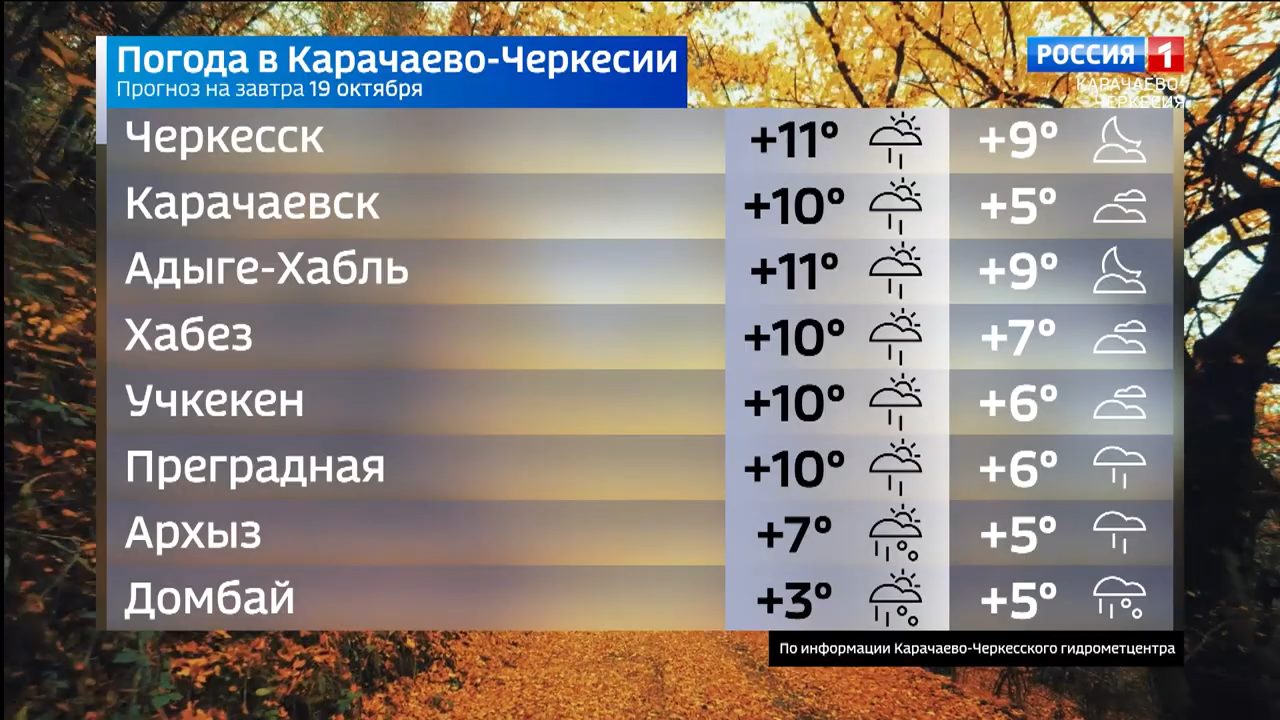 Погода в Карачаево-Черкесии
Прогноз на завтра 19 октября
РОССИЯ 1
КАРАЧАЕВО-
ЧЕРКЕСИЯ
Черкесск +11° +9°
Карачаевск +10° +5°
Адыге-Хабль +11° +9°
Хабез +10° +7°
Учкекен +10° +6°
Преградная +10° +6°
Архыз +7° +5°
Домбай +3° +5°
По информации Карачаево-Черкесского гидрометцентра